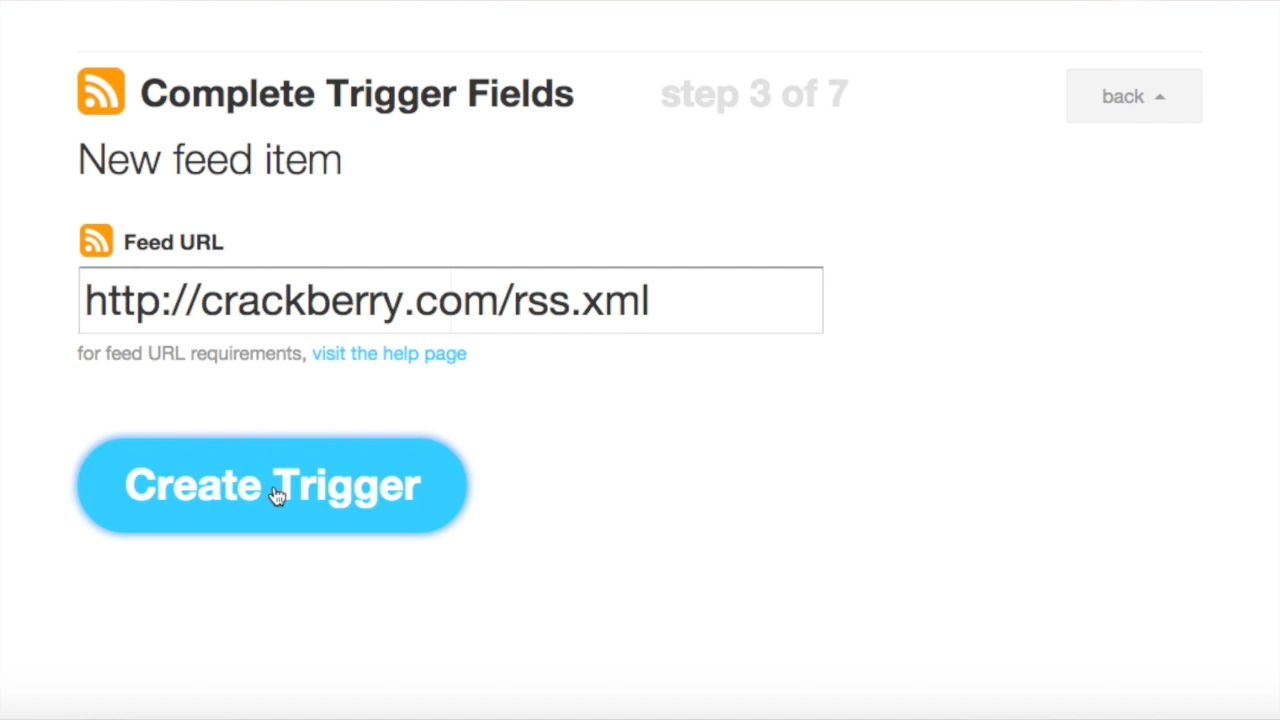 Complete Trigger Fields step 3 of 7 back
New feed item
Feed URL
http://crackberry.com/rss.xml
for feed URL requirements, visit the help page
Create Trigger